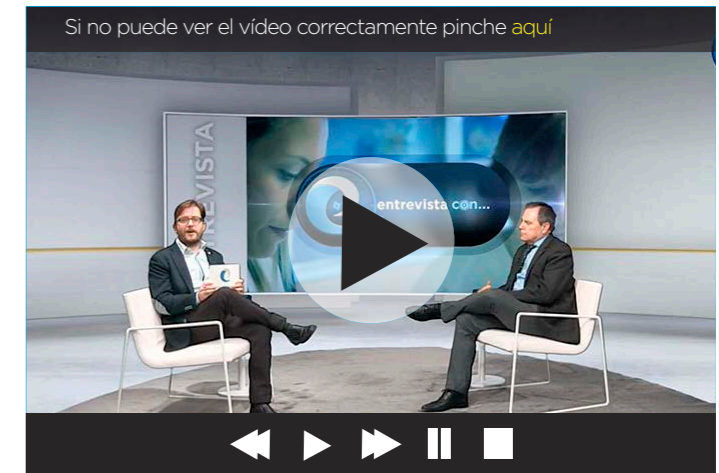 Si no puede ver el vídeo correctamente pinche aquí
ENTREVISTA
entrevista con...